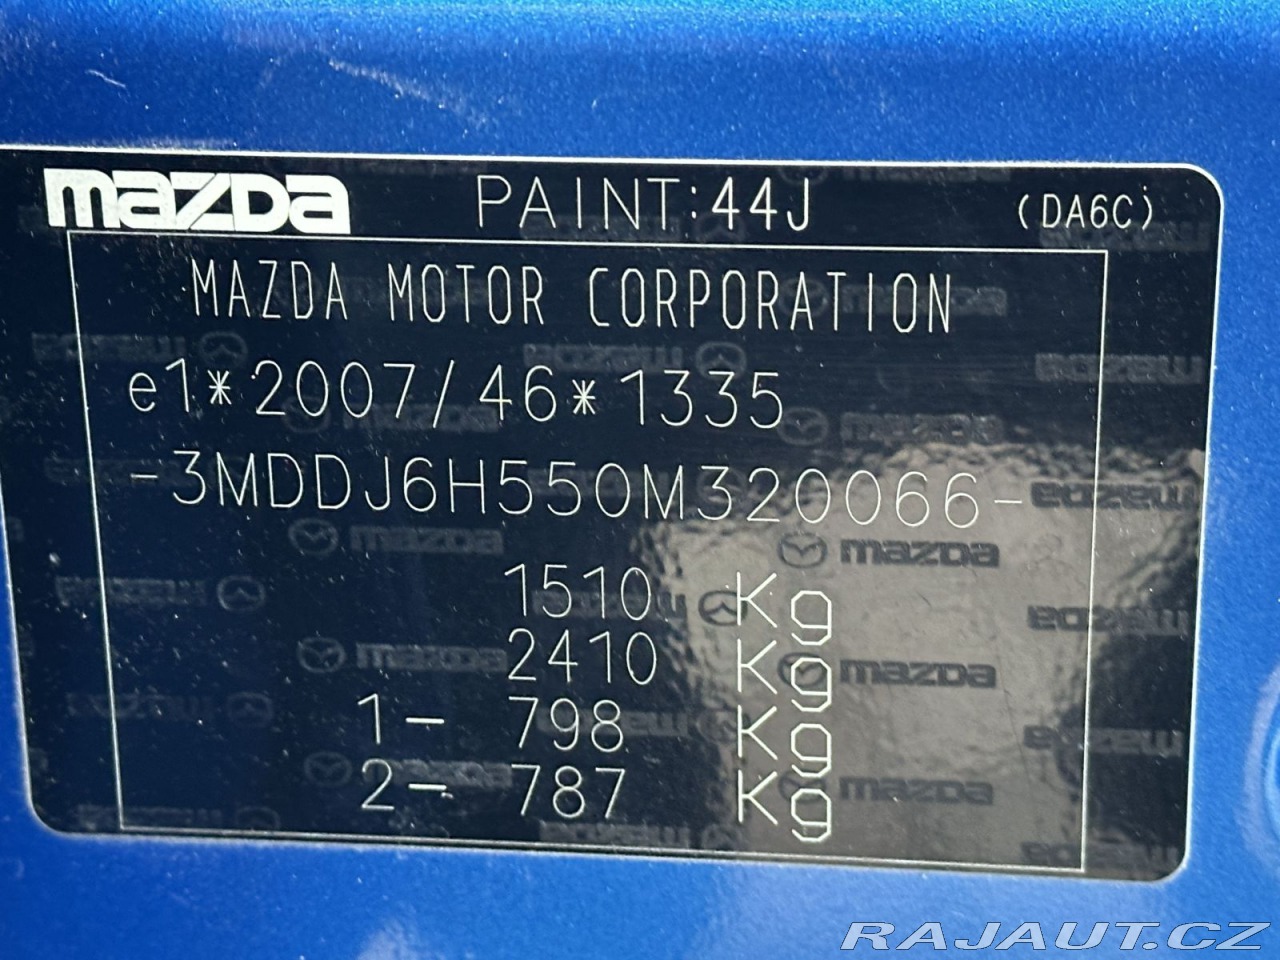 mazDa PAINT:44J (DA6C)
MAZDA MOTOR CORPORATION
e1*2007/46*1335
-3MDDJ6H550M320066-
1510 Kg
2410 Kg
1- 798 Kg
2- 787 Kg
RAJAUT.CZ